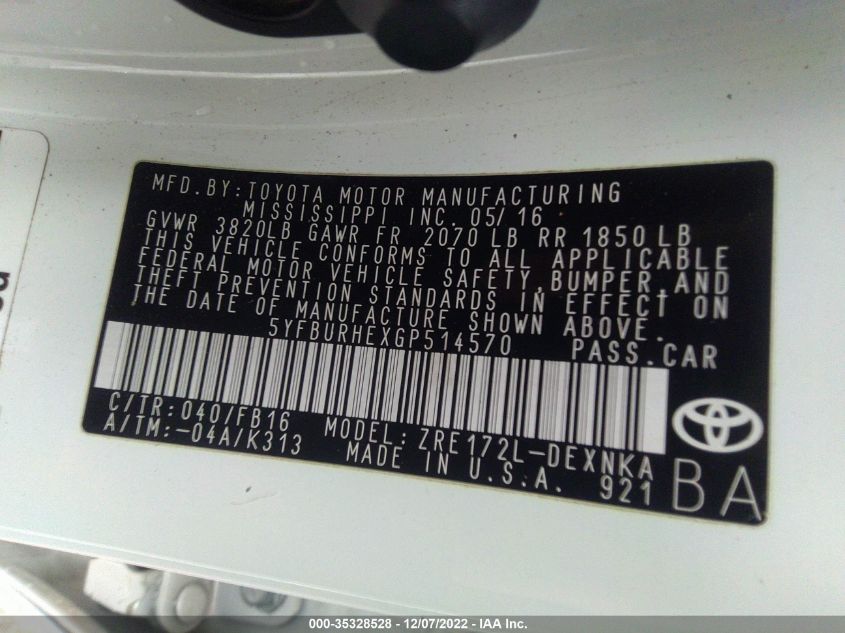 MFD.BY:TOYOTA MOTOR MANUFACTURING
MISSISSIPPI INC. 05/16
GVWR 3820LB GAWR FR 2070 LB RR 1850 LB
THIS VEHICLE CONFORMS TO ALL APPLICABLE
FEDERAL MOTOR VEHICLE SAFETY, BUMPER, AND
THEFT PREVENTION STANDARDS IN EFFECT ON
THE DATE OF MANUFACTURE SHOWN ABOVE.
5YFBURHEXGP514570 PASS.CAR
C/TR:040/FB16
A/TM:-04A/K313
MODEL: ZRE172L-DEXNKA
MADE IN U.S.A. 921
BA
000-35328528 - 12/07/2022 - IAA Inc.